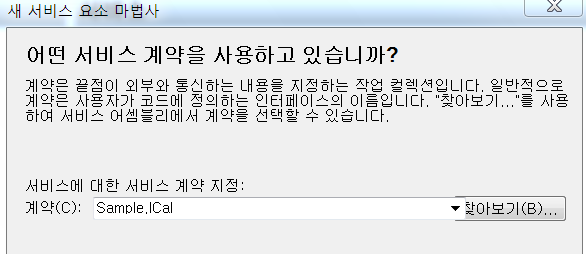 새 서비스 요소 마법사
어떤 서비스 계약을 사용하고 있습니까?
계약은 끝점이 외부와 통신하는 내용을 지정하는 작업 컬렉션입니다. 일반적으로
계약은 사용자가 코드에 정의하는 인터페이스의 이름입니다. "찾아보기..."를 사용
하여 서비스 어셈블리에서 계약을 선택할 수 있습니다.
서비스에 대한 서비스 계약 지정:
계약(C): Sample,ICal 찾아보기(B)...